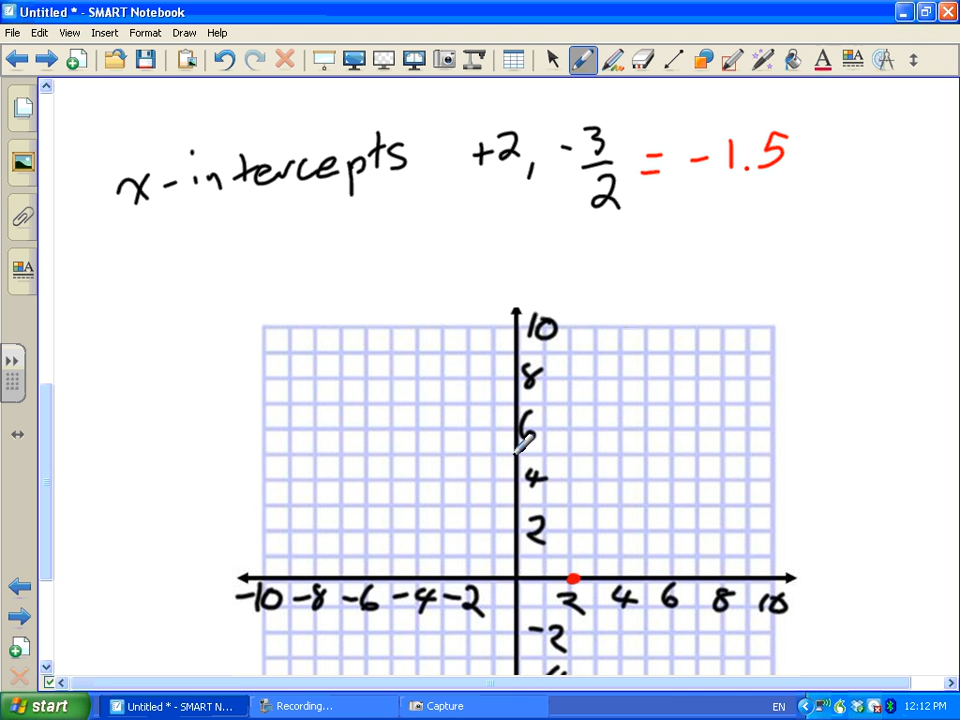 Untitled * - SMART Notebook
File Edit View Insert Format Draw Help
x-intercepts +2, -3/2 = -1.5
10
8
6
4
2
-10 -8 -6 -4 -2 2 4 6 8 10
-2
start Untitled * - SMART N... Recording... Capture EN 12:12 PM